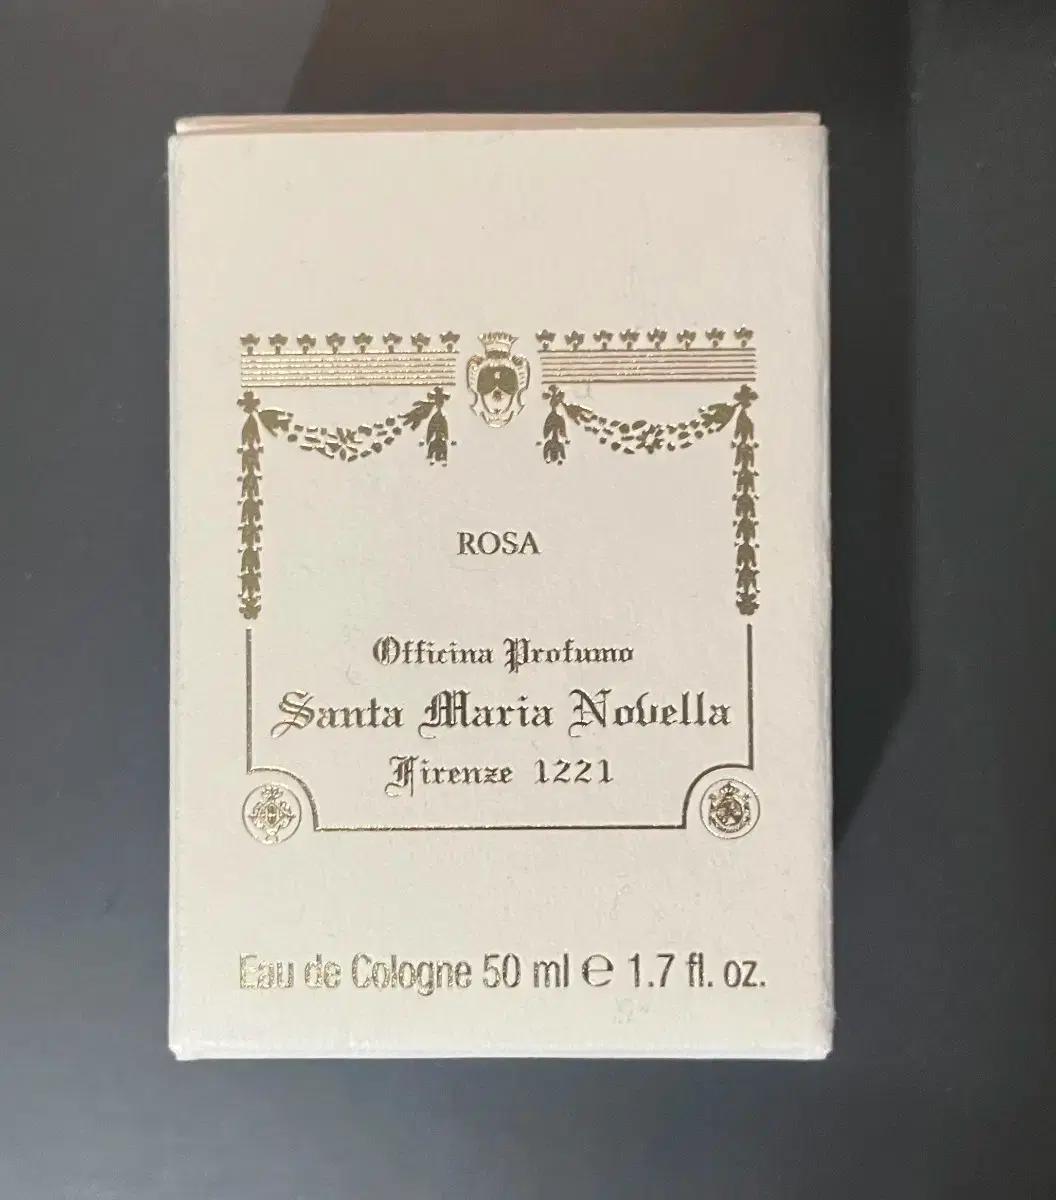 ROSA
Officina Profumo
Santa Maria Novella
Firenze 1221
Eau de Cologne 50 ml ℮ 1.7 fl. oz.